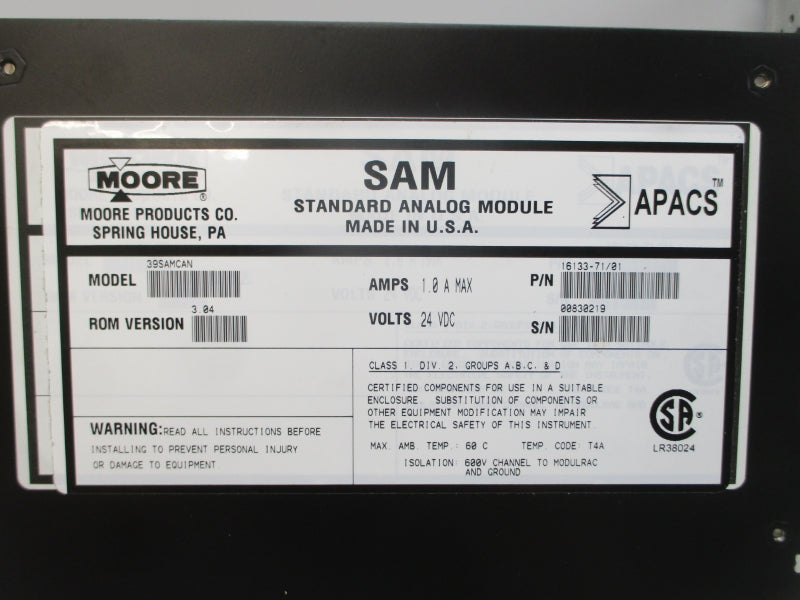 MOORE®
MOORE PRODUCTS CO.
SPRING HOUSE, PA
SAM
STANDARD ANALOG MODULE
MADE IN U.S.A.
APACS™
MODEL 39SAMCAN
ROM VERSION 3.04
AMPS 1.0 A MAX
VOLTS 24 VDC
P/N 16133-71/01
S/N 00830219
WARNING: READ ALL INSTRUCTIONS BEFORE
INSTALLING TO PREVENT PERSONAL INJURY
OR DAMAGE TO EQUIPMENT.
CLASS 1, DIV. 2, GROUPS A,B,C, & D
CERTIFIED COMPONENTS FOR USE IN A SUITABLE
ENCLOSURE. SUBSTITUTION OF COMPONENTS OR
OTHER EQUIPMENT MODIFICATION MAY IMPAIR
THE ELECTRICAL SAFETY OF THIS INSTRUMENT.
MAX. AMB. TEMP.: 60 C TEMP. CODE: T4A
ISOLATION: 600V CHANNEL TO MODULRAC
AND GROUND
SA®
LR38024